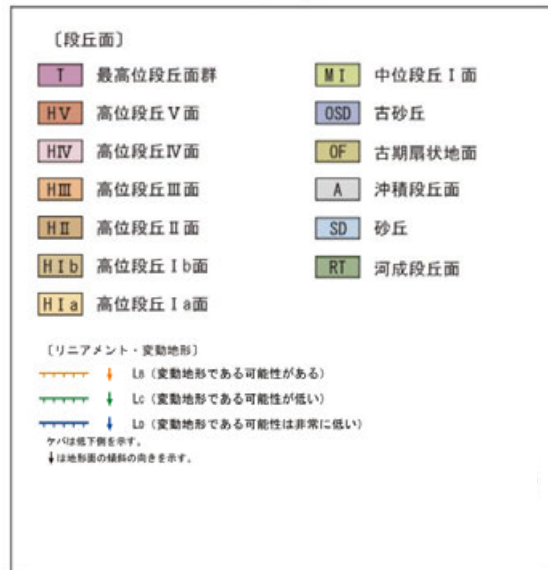 〔段丘面〕
T 最高位段丘面群
HⅤ 高位段丘Ⅴ面
HⅣ 高位段丘Ⅳ面
HⅢ 高位段丘Ⅲ面
HⅡ 高位段丘Ⅱ面
HⅠb 高位段丘Ⅰb面
HⅠa 高位段丘Ⅰa面
MⅠ 中位段丘Ⅰ面
OSD 古砂丘
OF 古期扇状地面
A 沖積段丘面
SD 砂丘
RT 河成段丘面
〔リニアメント・変動地形〕
LB（変動地形である可能性がある）
LC（変動地形である可能性が低い）
LD（変動地形である可能性は非常に低い）
ケバは低下側を示す。
↓は地形面の傾斜の向きを示す。